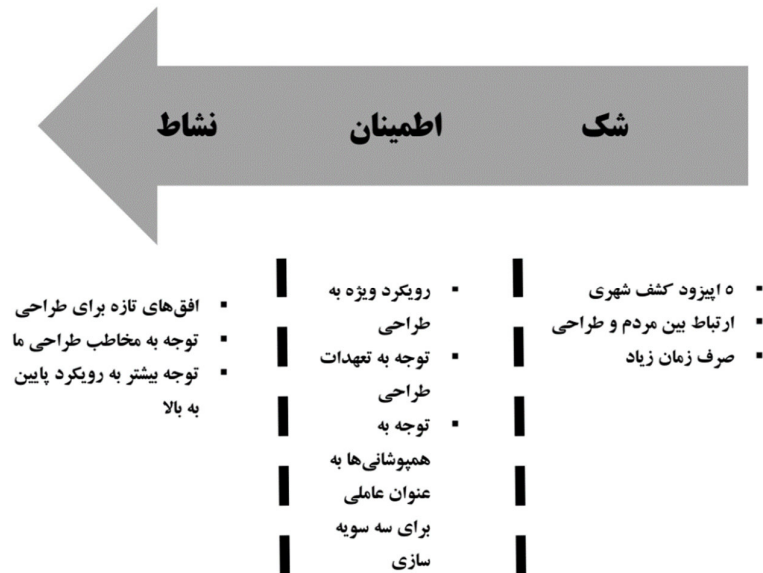 شک
اطمینان
نشاط
▪ ۵ اپیزود کشف شهری
▪ ارتباط بین مردم و طراحی
▪ صرف زمان زیاد
▪ رویکرد ویژه به
طراحی
▪ توجه به تعهدات
طراحی
▪ توجه به
همپوشانی‌ها به
عنوان عاملی
برای سه سویه
سازی
▪ افق‌های تازه برای طراحی
▪ توجه به مخاطب طراحی ما
▪ توجه بیشتر به رویکرد پایین
به بالا